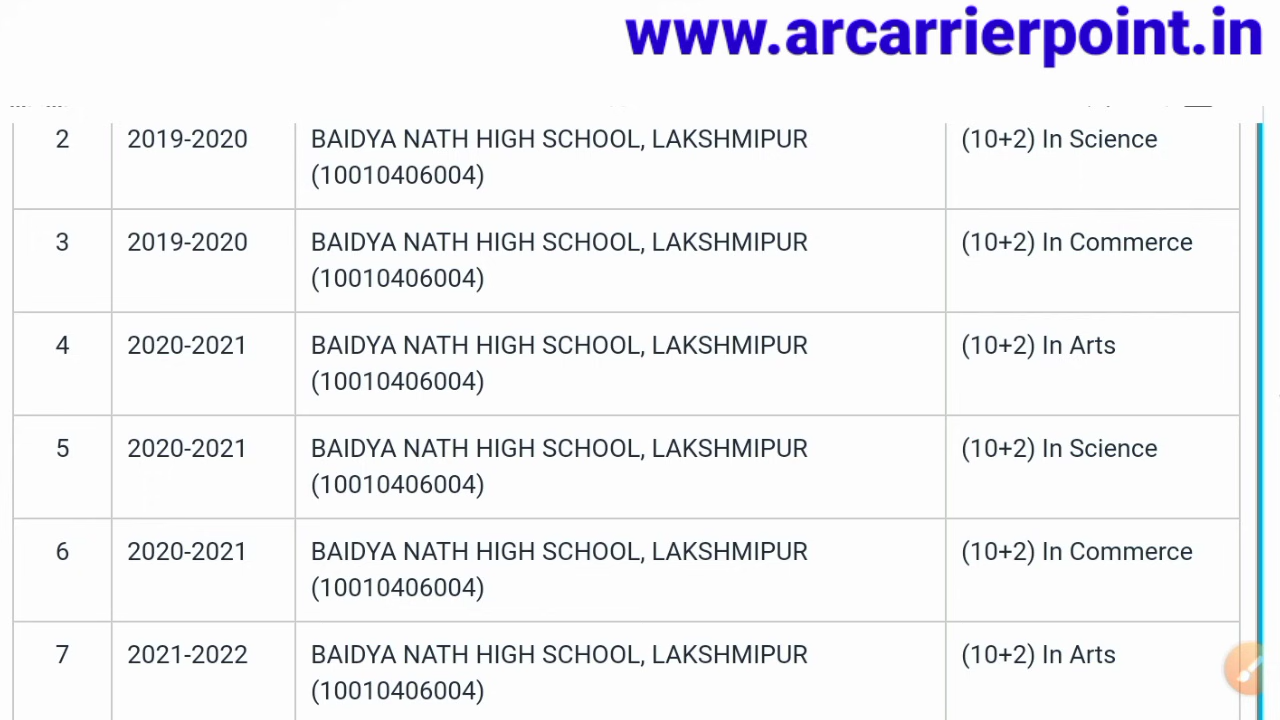 www.arcarrierpoint.in
2 2019-2020 BAIDYA NATH HIGH SCHOOL, LAKSHMIPUR (10+2) In Science
(10010406004)
3 2019-2020 BAIDYA NATH HIGH SCHOOL, LAKSHMIPUR (10+2) In Commerce
(10010406004)
4 2020-2021 BAIDYA NATH HIGH SCHOOL, LAKSHMIPUR (10+2) In Arts
(10010406004)
5 2020-2021 BAIDYA NATH HIGH SCHOOL, LAKSHMIPUR (10+2) In Science
(10010406004)
6 2020-2021 BAIDYA NATH HIGH SCHOOL, LAKSHMIPUR (10+2) In Commerce
(10010406004)
7 2021-2022 BAIDYA NATH HIGH SCHOOL, LAKSHMIPUR (10+2) In Arts
(10010406004)